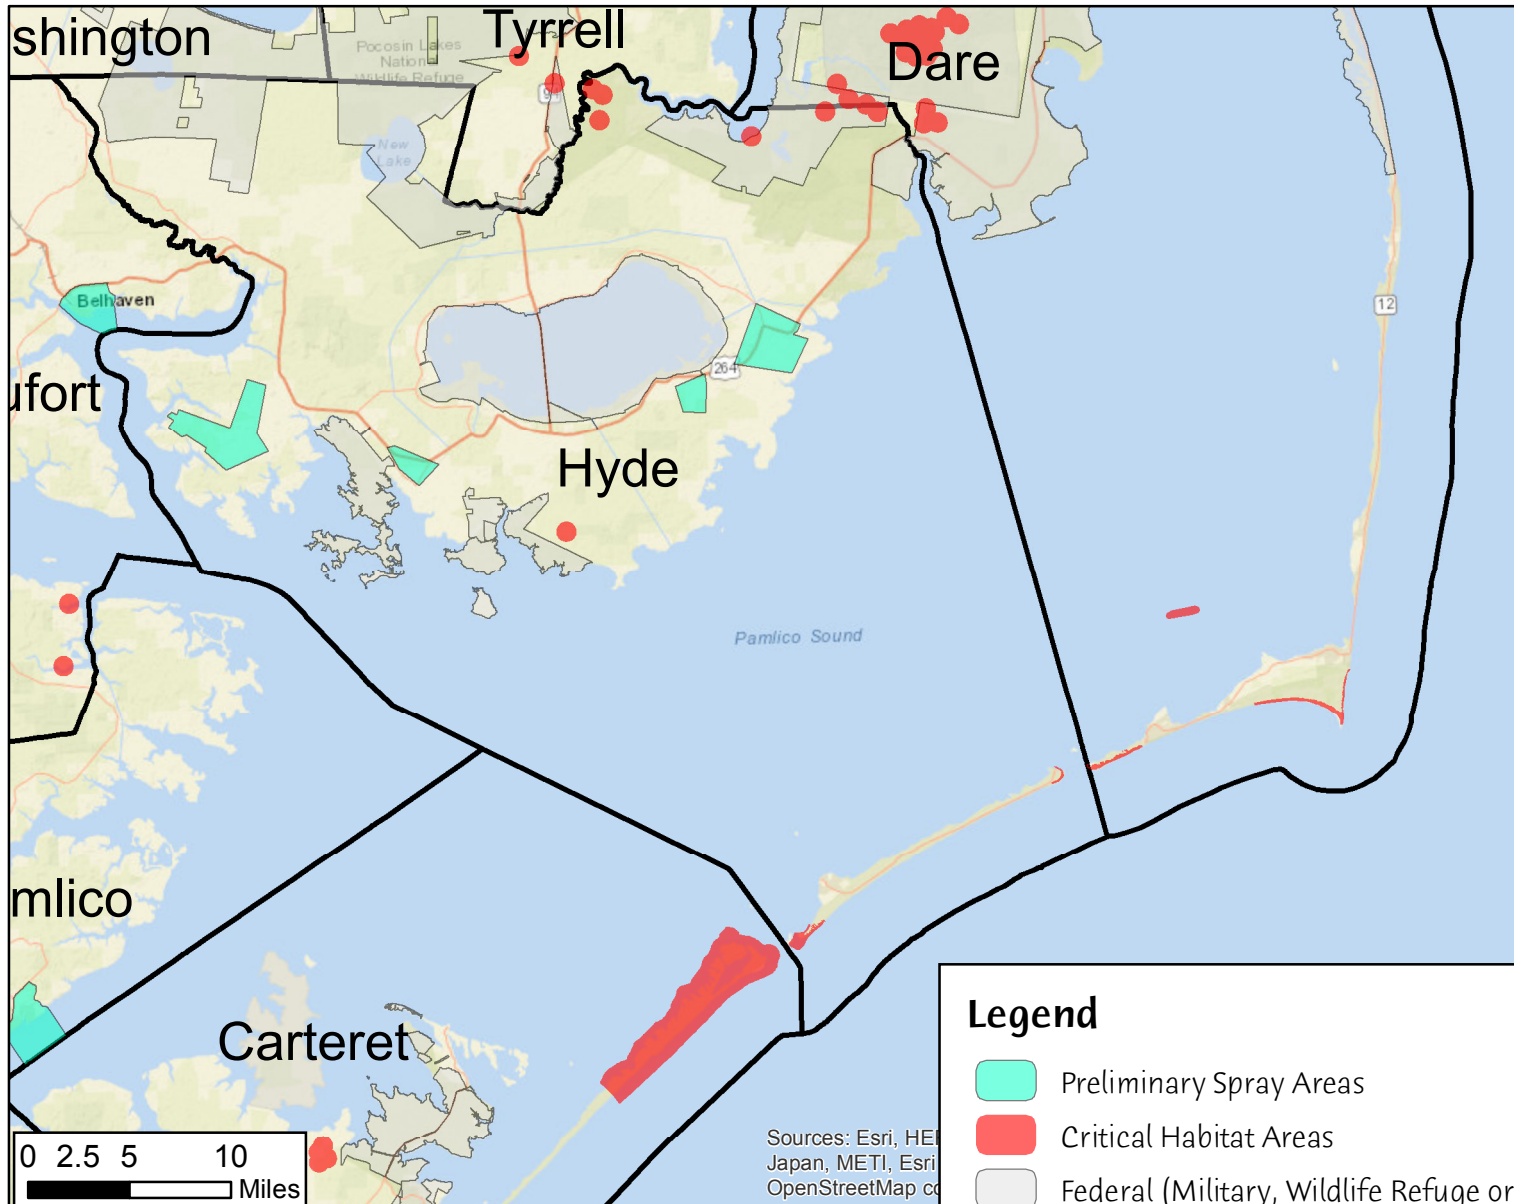 shington
Tyrrell
Pocosin Lakes
Nation
Wildlife Refuge
Dare
New
Lake
Belhaven
12
264
ufort
Hyde
Pamlico Sound
mlico
Carteret
Legend
Preliminary Spray Areas
Critical Habitat Areas
Federal (Military, Wildlife Refuge or
0 2.5 5 10
Miles
Sources: Esri, HE
Japan, METI, Esri
OpenStreetMap co